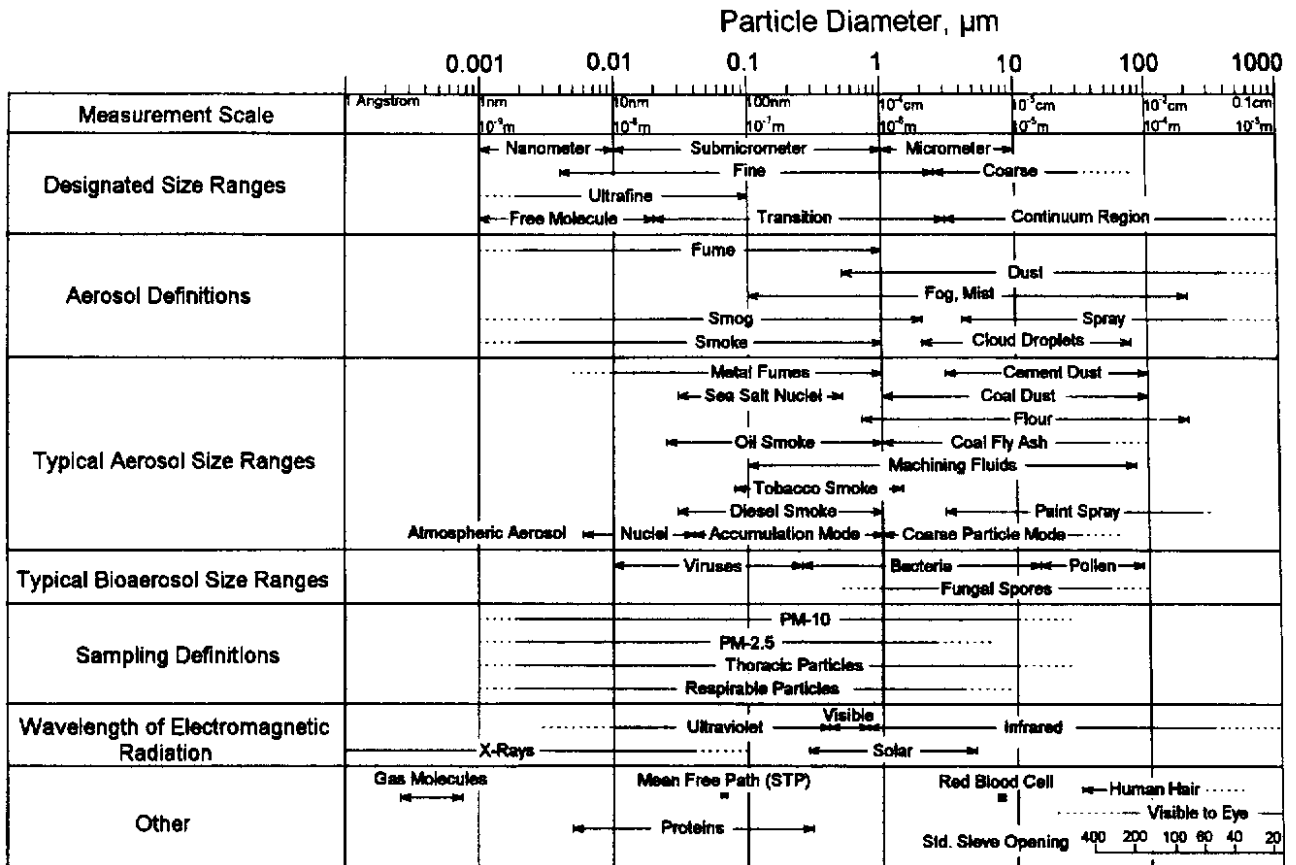 Particle Diameter, µm
0.001 0.01 0.1 1 10 100 1000
Measurement Scale
1 Angstrom 1nm 10nm 100nm 10⁻⁴cm 10⁻³cm 10⁻²cm 0.1cm
10⁻⁹m 10⁻⁸m 10⁻⁷m 10⁻⁶m 10⁻⁵m 10⁻⁴m 10⁻³m
Designated Size Ranges
Nanometer Submicrometer Micrometer
Fine Coarse
Ultrafine
Free Molecule Transition Continuum Region
Aerosol Definitions
Fume
Dust
Fog, Mist
Smog Spray
Smoke Cloud Droplets
Typical Aerosol Size Ranges
Metal Fumes Cement Dust
Sea Salt Nuclei Coal Dust
Flour
Oil Smoke Coal Fly Ash
Machining Fluids
Tobacco Smoke
Diesel Smoke Paint Spray
Atmospheric Aerosol Nuclei Accumulation Mode Coarse Particle Mode
Typical Bioaerosol Size Ranges
Viruses Bacteria Pollen
Fungal Spores
Sampling Definitions
PM-10
PM-2.5
Thoracic Particles
Respirable Particles
Wavelength of Electromagnetic
Radiation
Visible
Ultraviolet Infrared
X-Rays Solar
Other
Gas Molecules Mean Free Path (STP) Red Blood Cell
Human Hair
Visible to Eye
Proteins
Std. Sieve Opening 400 200 100 60 40 20